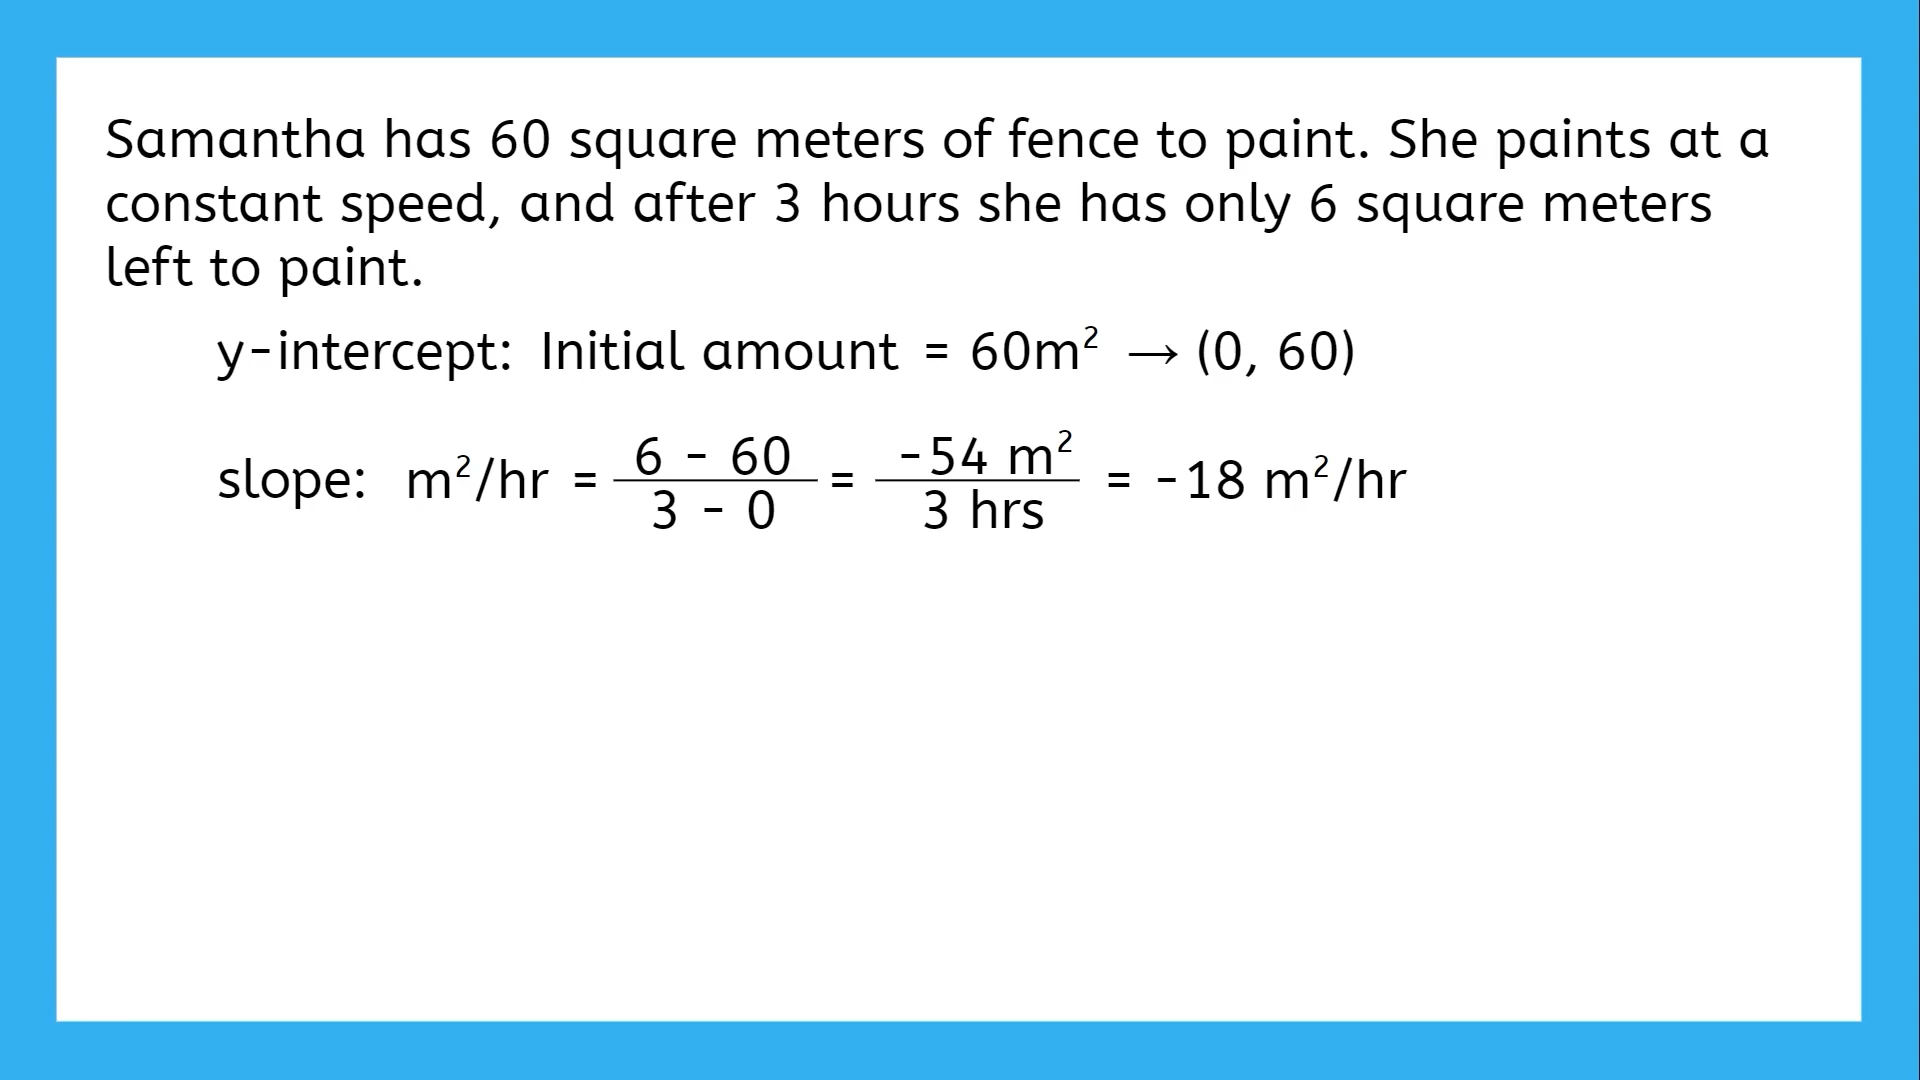 Samantha has 60 square meters of fence to paint. She paints at a
constant speed, and after 3 hours she has only 6 square meters
left to paint.
y-intercept: Initial amount = 60m² → (0, 60)
slope: m²/hr = (6 - 60)/(3 - 0) = (-54 m²)/(3 hrs) = -18 m²/hr